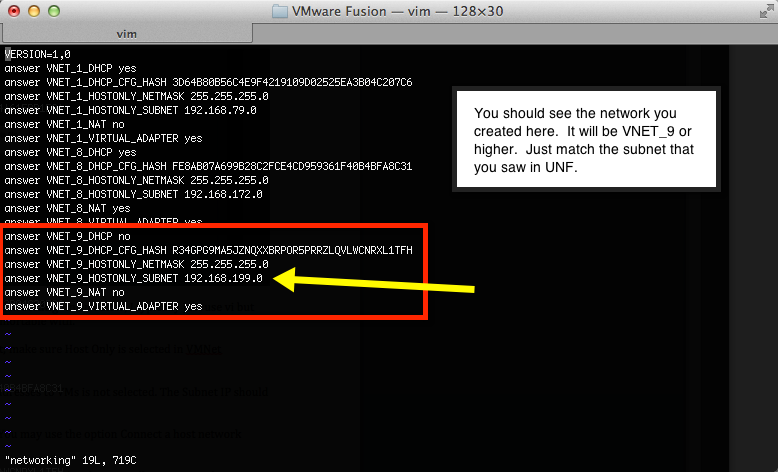 VMware Fusion — vim — 128×30
vim
VERSION=1,0
answer VNET_1_DHCP yes
answer VNET_1_DHCP_CFG_HASH 3D64B80B56C4E9F4219109D02525EA3B04C207C6
answer VNET_1_HOSTONLY_NETMASK 255.255.255.0
answer VNET_1_HOSTONLY_SUBNET 192.168.79.0
answer VNET_1_NAT no
answer VNET_1_VIRTUAL_ADAPTER yes
answer VNET_8_DHCP yes
answer VNET_8_DHCP_CFG_HASH FE8AB07A699B28C2FCE4CD959361F40B4BFA8C31
answer VNET_8_HOSTONLY_NETMASK 255.255.255.0
answer VNET_8_HOSTONLY_SUBNET 192.168.172.0
answer VNET_8_NAT yes
answer VNET_8_VIRTUAL_ADAPTER yes
answer VNET_9_DHCP no
answer VNET_9_DHCP_CFG_HASH R34GPG9MA5JZNQXXBRPOR5PRRZLQVLWCNRXL1TFH
answer VNET_9_HOSTONLY_NETMASK 255.255.255.0
answer VNET_9_HOSTONLY_SUBNET 192.168.199.0
answer VNET_9_NAT no
answer VNET_9_VIRTUAL_ADAPTER yes
~
~
~
~
~
~
~
~
~
~
"networking" 19L, 719C
You should see the network you
created here. It will be VNET_9 or
higher. Just match the subnet that
you saw in UNF.